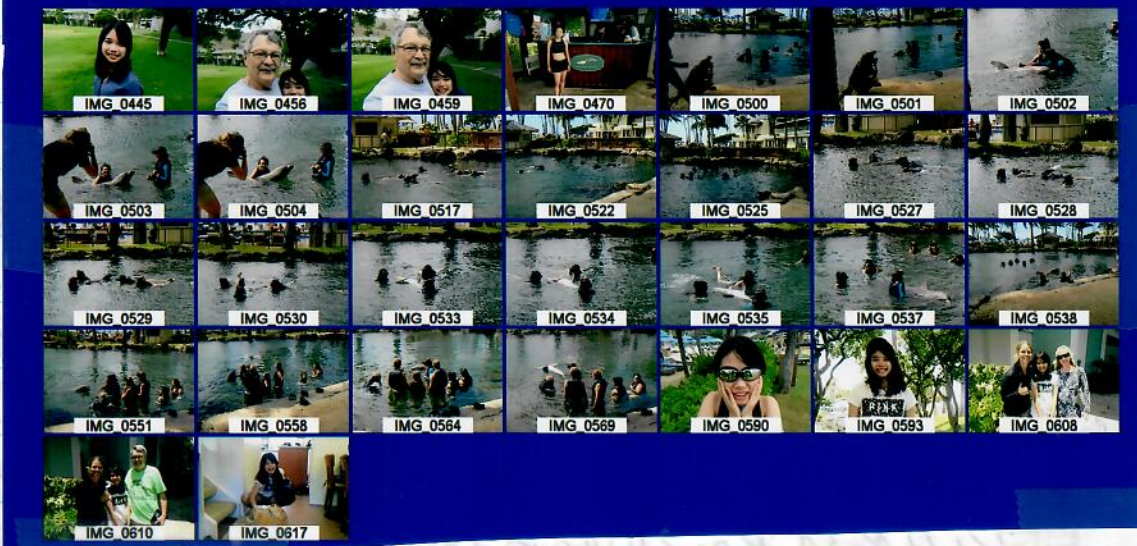 IMG_0445 IMG_0456 IMG_0459 IMG_0470 IMG_0500 IMG_0501 IMG_0502
IMG_0503 IMG_0504 IMG_0517 IMG_0522 IMG_0525 IMG_0527 IMG_0528
IMG_0529 IMG_0530 IMG_0533 IMG_0534 IMG_0535 IMG_0537 IMG_0538
PINK
IMG_0551 IMG_0558 IMG_0564 IMG_0569 IMG_0590 IMG_0593 IMG_0608
IMG_0610 IMG_0617